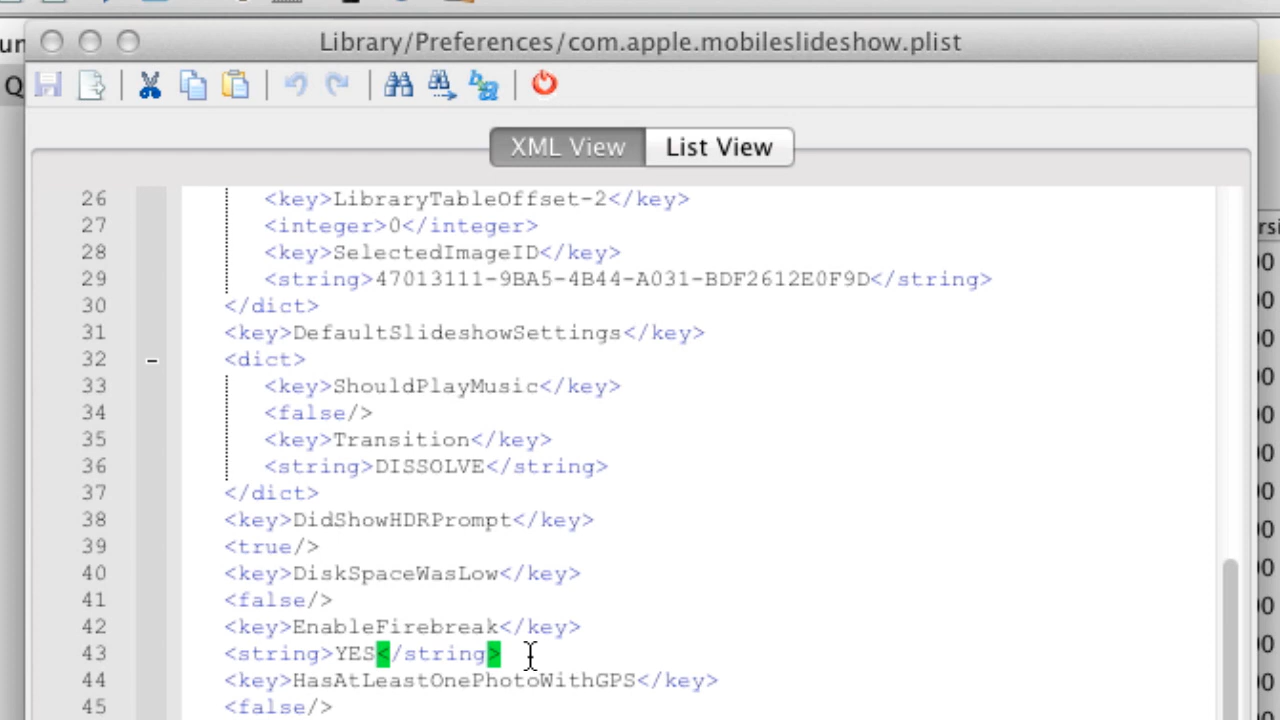 un
Library/Preferences/com.apple.mobileslideshow.plist
Q
XML View
List View
26 <key>LibraryTableOffset-2</key>
27 <integer>0</integer>
28 <key>SelectedImageID</key>
29 <string>47013111-9BA5-4B44-A031-BDF2612E0F9D</string>
30 </dict>
31 <key>DefaultSlideshowSettings</key>
32 <dict>
33 <key>ShouldPlayMusic</key>
34 <false/>
35 <key>Transition</key>
36 <string>DISSOLVE</string>
37 </dict>
38 <key>DidShowHDRPrompt</key>
39 <true/>
40 <key>DiskSpaceWasLow</key>
41 <false/>
42 <key>EnableFirebreak</key>
43 <string>YES</string>
44 <key>HasAtLeastOnePhotoWithGPS</key>
45 <false/>